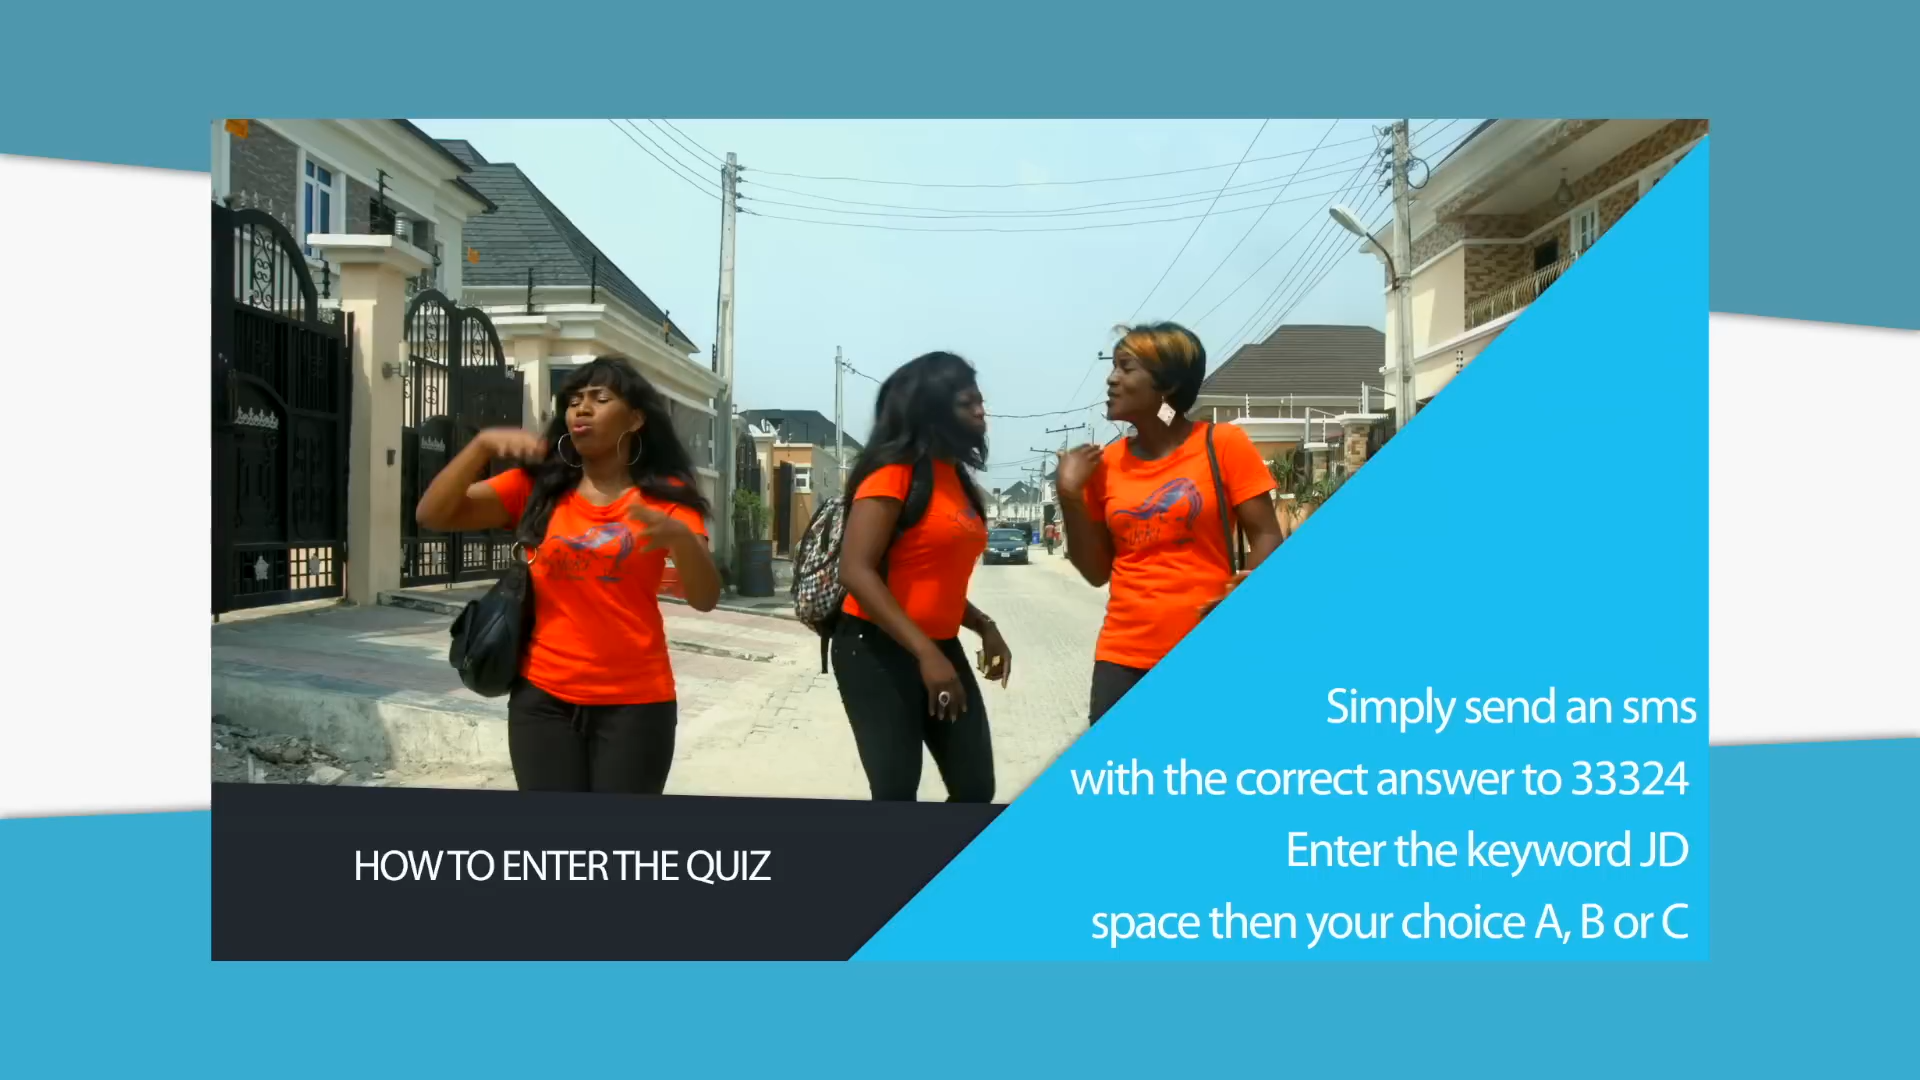 HOW TO ENTER THE QUIZ
Simply send an sms
with the correct answer to 33324
Enter the keyword JD
space then your choice A, B or C